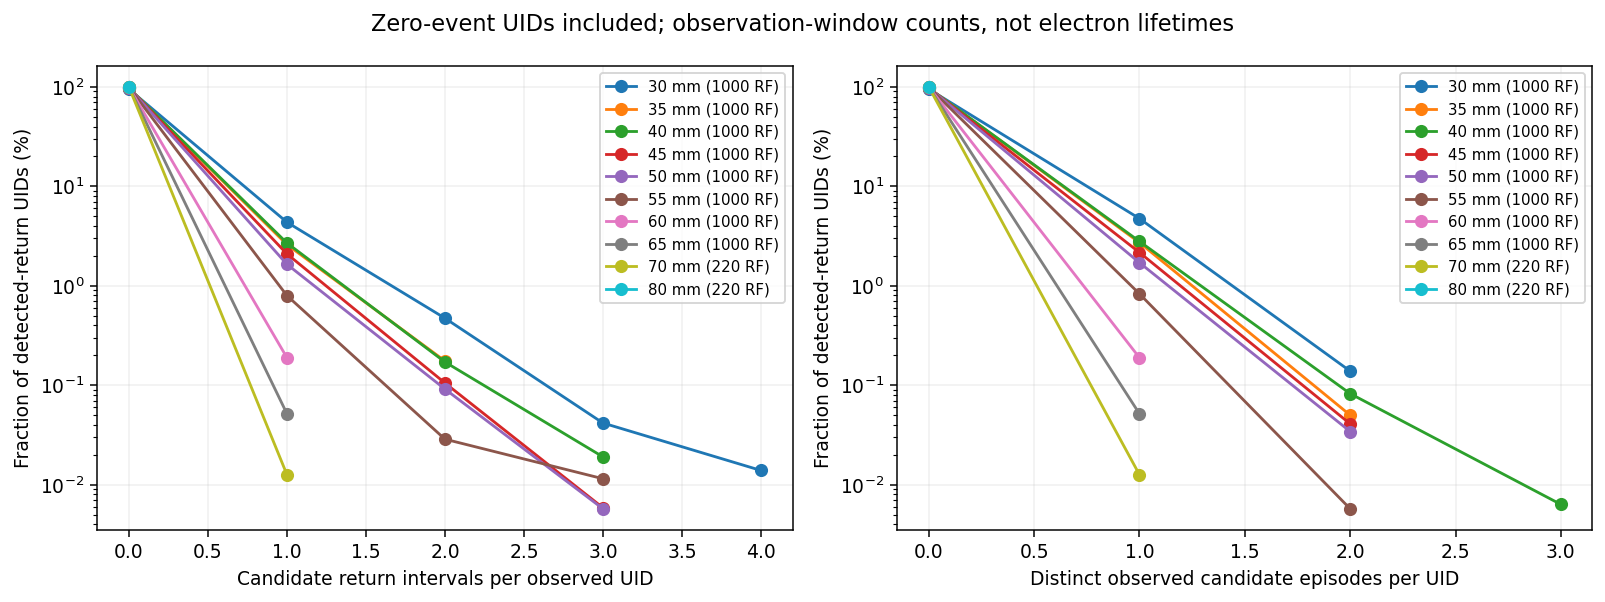 Zero-event UIDs included; observation-window counts, not electron lifetimes
Fraction of detected-return UIDs (%)
10²
10¹
10⁰
10⁻¹
10⁻²
30 mm (1000 RF)
35 mm (1000 RF)
40 mm (1000 RF)
45 mm (1000 RF)
50 mm (1000 RF)
55 mm (1000 RF)
60 mm (1000 RF)
65 mm (1000 RF)
70 mm (220 RF)
80 mm (220 RF)
0.0 0.5 1.0 1.5 2.0 2.5 3.0 3.5 4.0
Candidate return intervals per observed UID
Fraction of detected-return UIDs (%)
10²
10¹
10⁰
10⁻¹
10⁻²
30 mm (1000 RF)
35 mm (1000 RF)
40 mm (1000 RF)
45 mm (1000 RF)
50 mm (1000 RF)
55 mm (1000 RF)
60 mm (1000 RF)
65 mm (1000 RF)
70 mm (220 RF)
80 mm (220 RF)
0.0 0.5 1.0 1.5 2.0 2.5 3.0
Distinct observed candidate episodes per UID